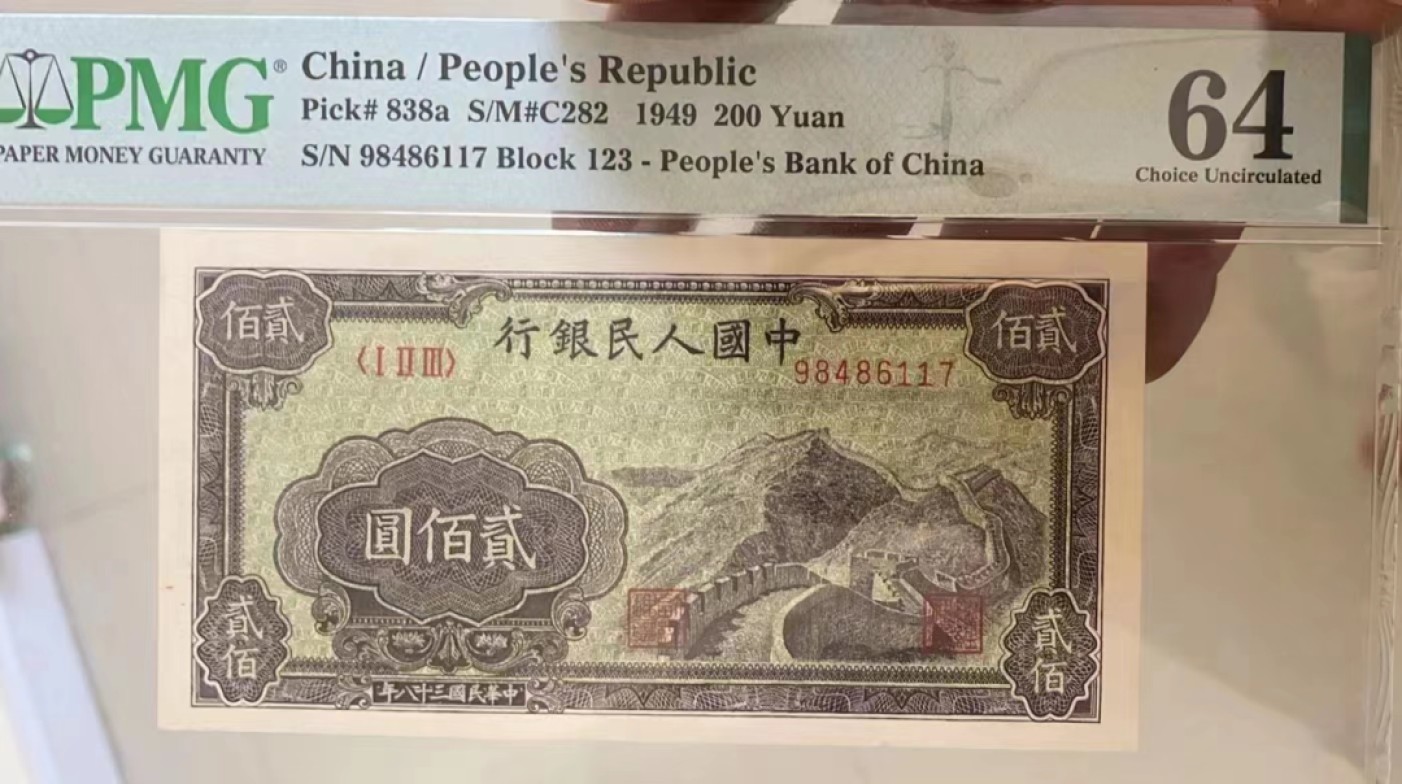 PMG®
PAPER MONEY GUARANTY
China / People's Republic
Pick# 838a S/M#C282 1949 200 Yuan
S/N 98486117 Block 123 - People's Bank of China
64
Choice Uncirculated
佰貳
行銀民人國中
佰貳
〈I II III〉
98486117
圓佰貳
貳佰
貳佰
年八十三國民華中